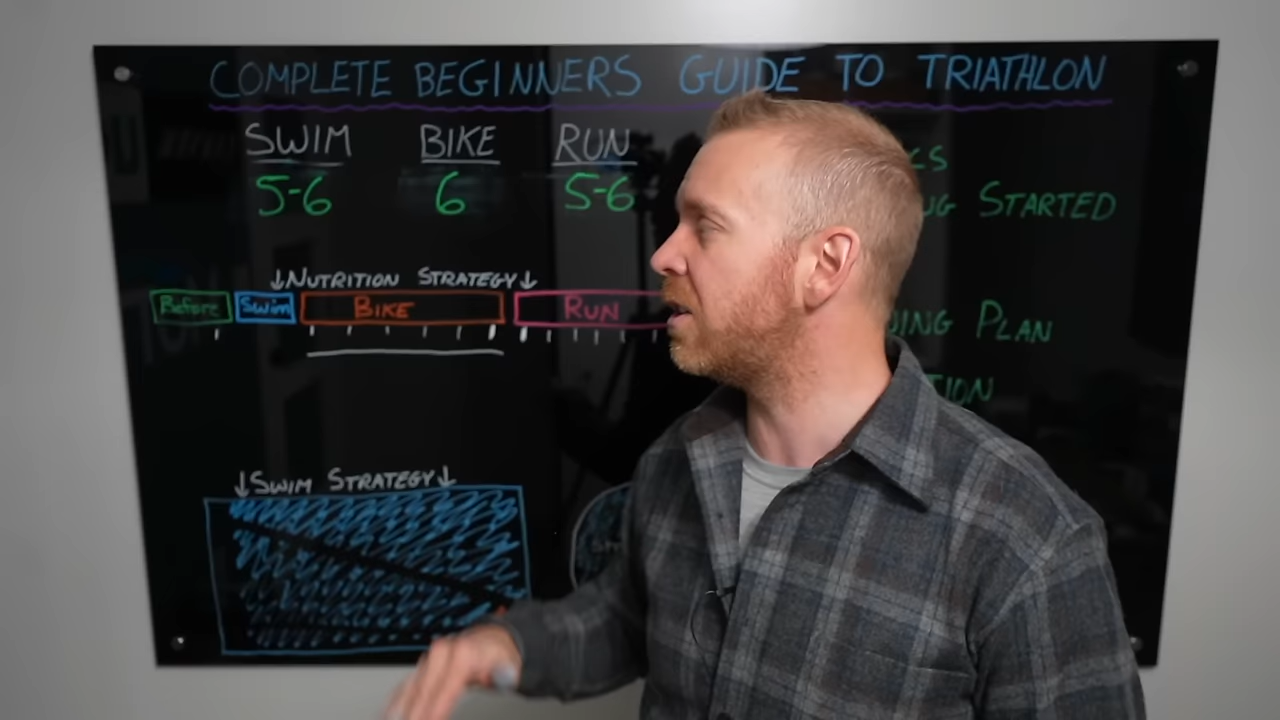 COMPLETE BEGINNERS GUIDE TO TRIATHLON
SWIM BIKE RUN
5-6 6 5-6
↓NUTRITION STRATEGY↓
Before Swim BIKE RUN
↓SWIM STRATEGY↓
STARTED
PLAN